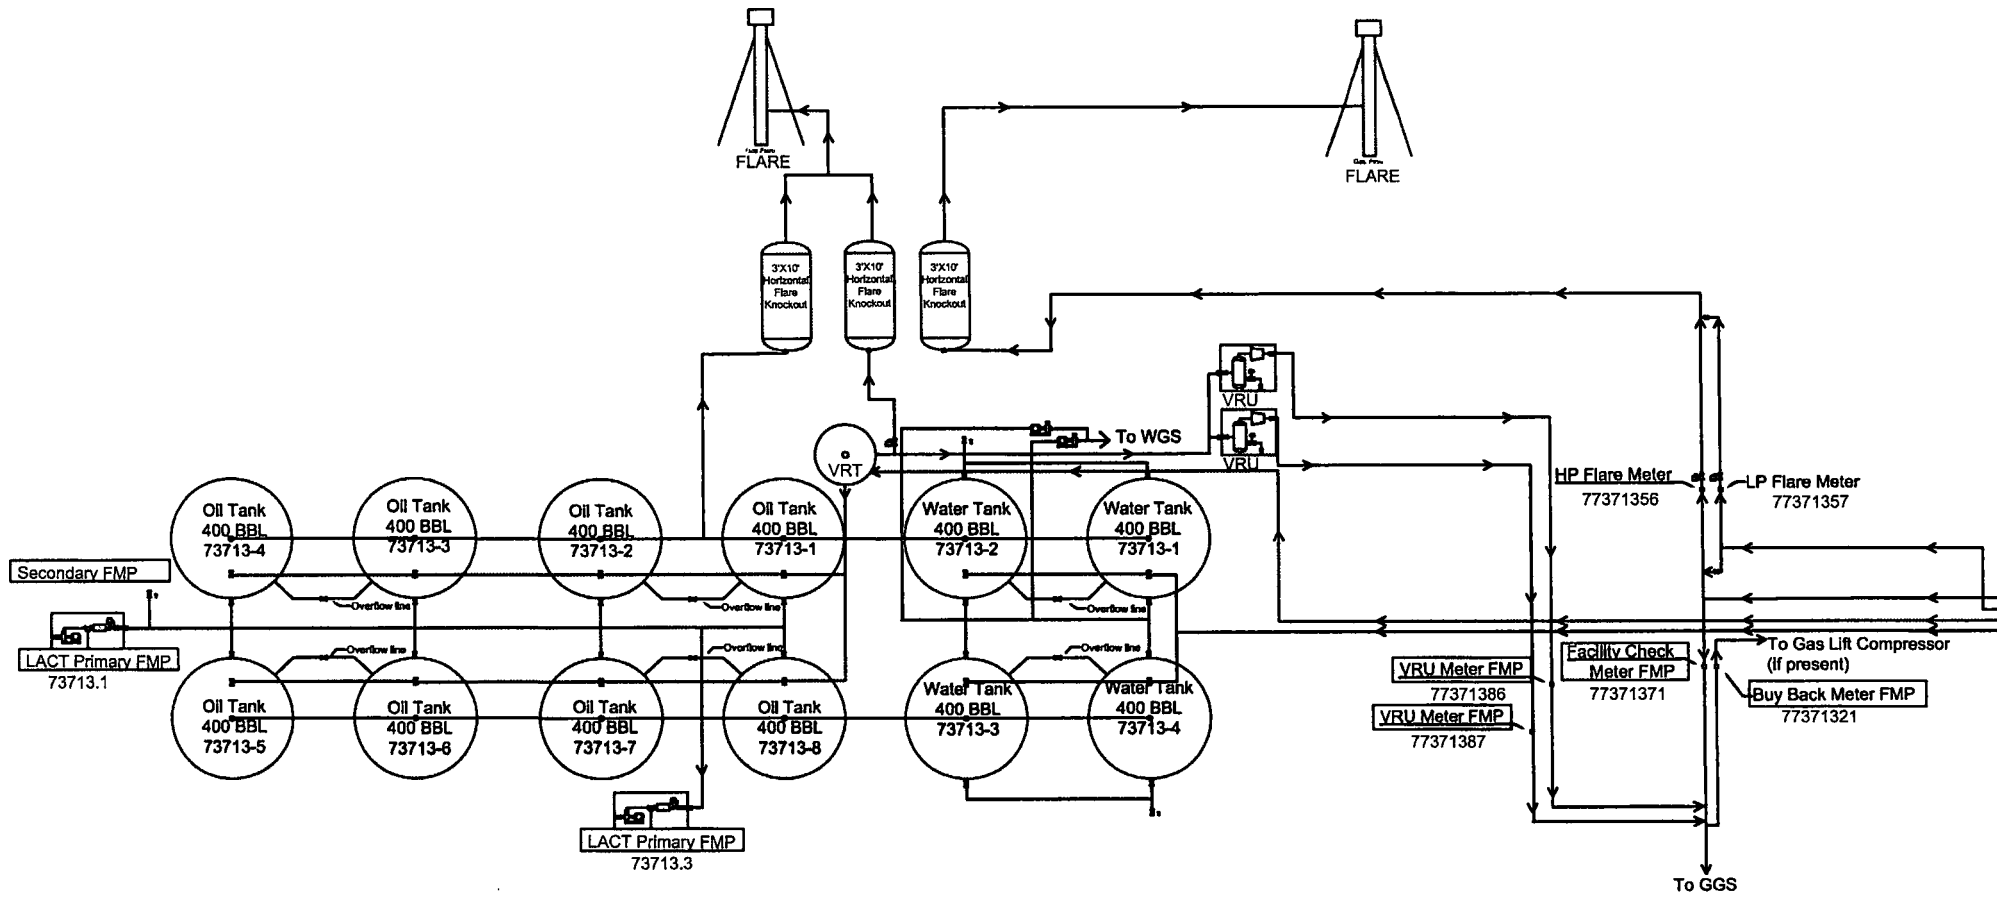 FLARE
FLARE
3'X10'
Horizontal
Flare
Knockout
3'X10'
Horizontal
Flare
Knockout
3'X10'
Horizontal
Flare
Knockout
VRU
VRU
To WGS
VRT
HP Flare Meter
77371356
LP Flare Meter
77371357
Oil Tank
400 BBL
73713-4
Oil Tank
400 BBL
73713-3
Oil Tank
400 BBL
73713-2
Oil Tank
400 BBL
73713-1
Water Tank
400 BBL
73713-2
Water Tank
400 BBL
73713-1
Secondary FMP
Overflow line
Overflow line
Overflow line
LACT Primary FMP
73713.1
Overflow line
Overflow line
To Gas Lift Compressor
(if present)
Facility Check
Meter FMP
77371371
VRU Meter FMP
77371386
Buy Back Meter FMP
77371321
VRU Meter FMP
77371387
Oil Tank
400 BBL
73713-5
Oil Tank
400 BBL
73713-6
Oil Tank
400 BBL
73713-7
Oil Tank
400 BBL
73713-8
Water Tank
400 BBL
73713-3
Water Tank
400 BBL
73713-4
LACT Primary FMP
73713.3
To GGS